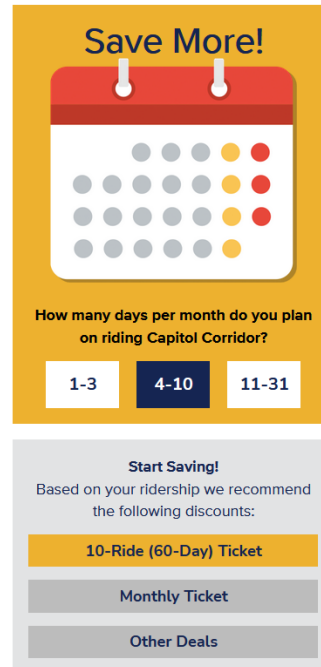 Save More!
How many days per month do you plan
on riding Capitol Corridor?
1-3
4-10
11-31
Start Saving!
Based on your ridership we recommend
the following discounts:
10-Ride (60-Day) Ticket
Monthly Ticket
Other Deals